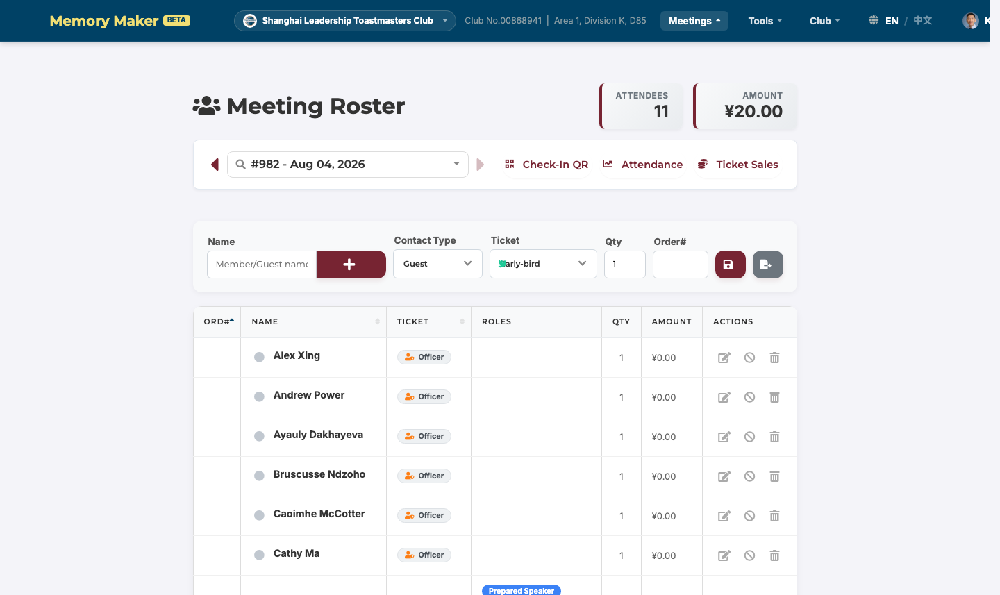 Memory Maker BETA
Shanghai Leadership Toastmasters Club
Club No.00868941 | Area 1, Division K, D85
Meetings
Tools
Club
EN / 中文
K
Meeting Roster
ATTENDEES
11
AMOUNT
¥20.00
#982 - Aug 04, 2026
Check-In QR
Attendance
Ticket Sales
Name
Contact Type
Ticket
Qty
Order#
Member/Guest name
Guest
Early-bird
1
ORD# NAME TICKET ROLES QTY AMOUNT ACTIONS
Alex Xing Officer 1 ¥0.00
Andrew Power Officer 1 ¥0.00
Ayauly Dakhayeva Officer 1 ¥0.00
Bruscusse Ndzoho Officer 1 ¥0.00
Caoimhe McCotter Officer 1 ¥0.00
Cathy Ma Officer 1 ¥0.00
Prepared Speaker